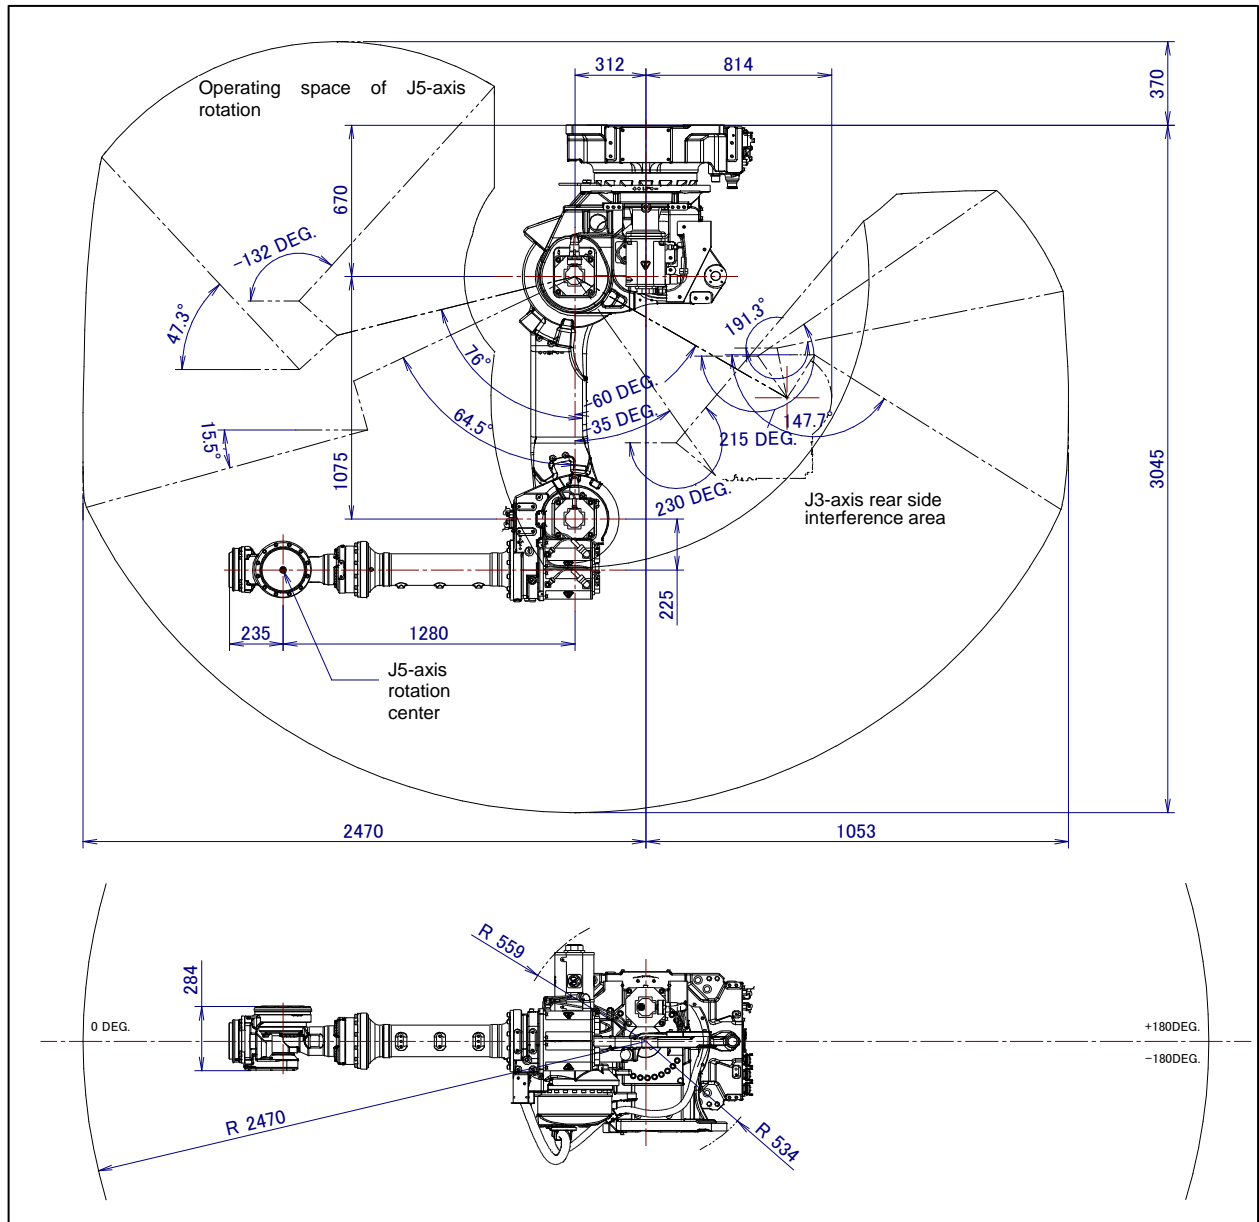 312
814
370
Operating space of J5-axis
rotation
670
−132 DEG.
47.3°
191.3°
76°
−60 DEG.
−35 DEG.
64.5°
147.7°
215 DEG.
15.5°
1075
230 DEG.
J3-axis rear side
interference area
3045
225
235
1280
J5-axis
rotation
center
2470
1053
R 559
284
0 DEG.
+180DEG.
−180DEG.
R 2470
R 534